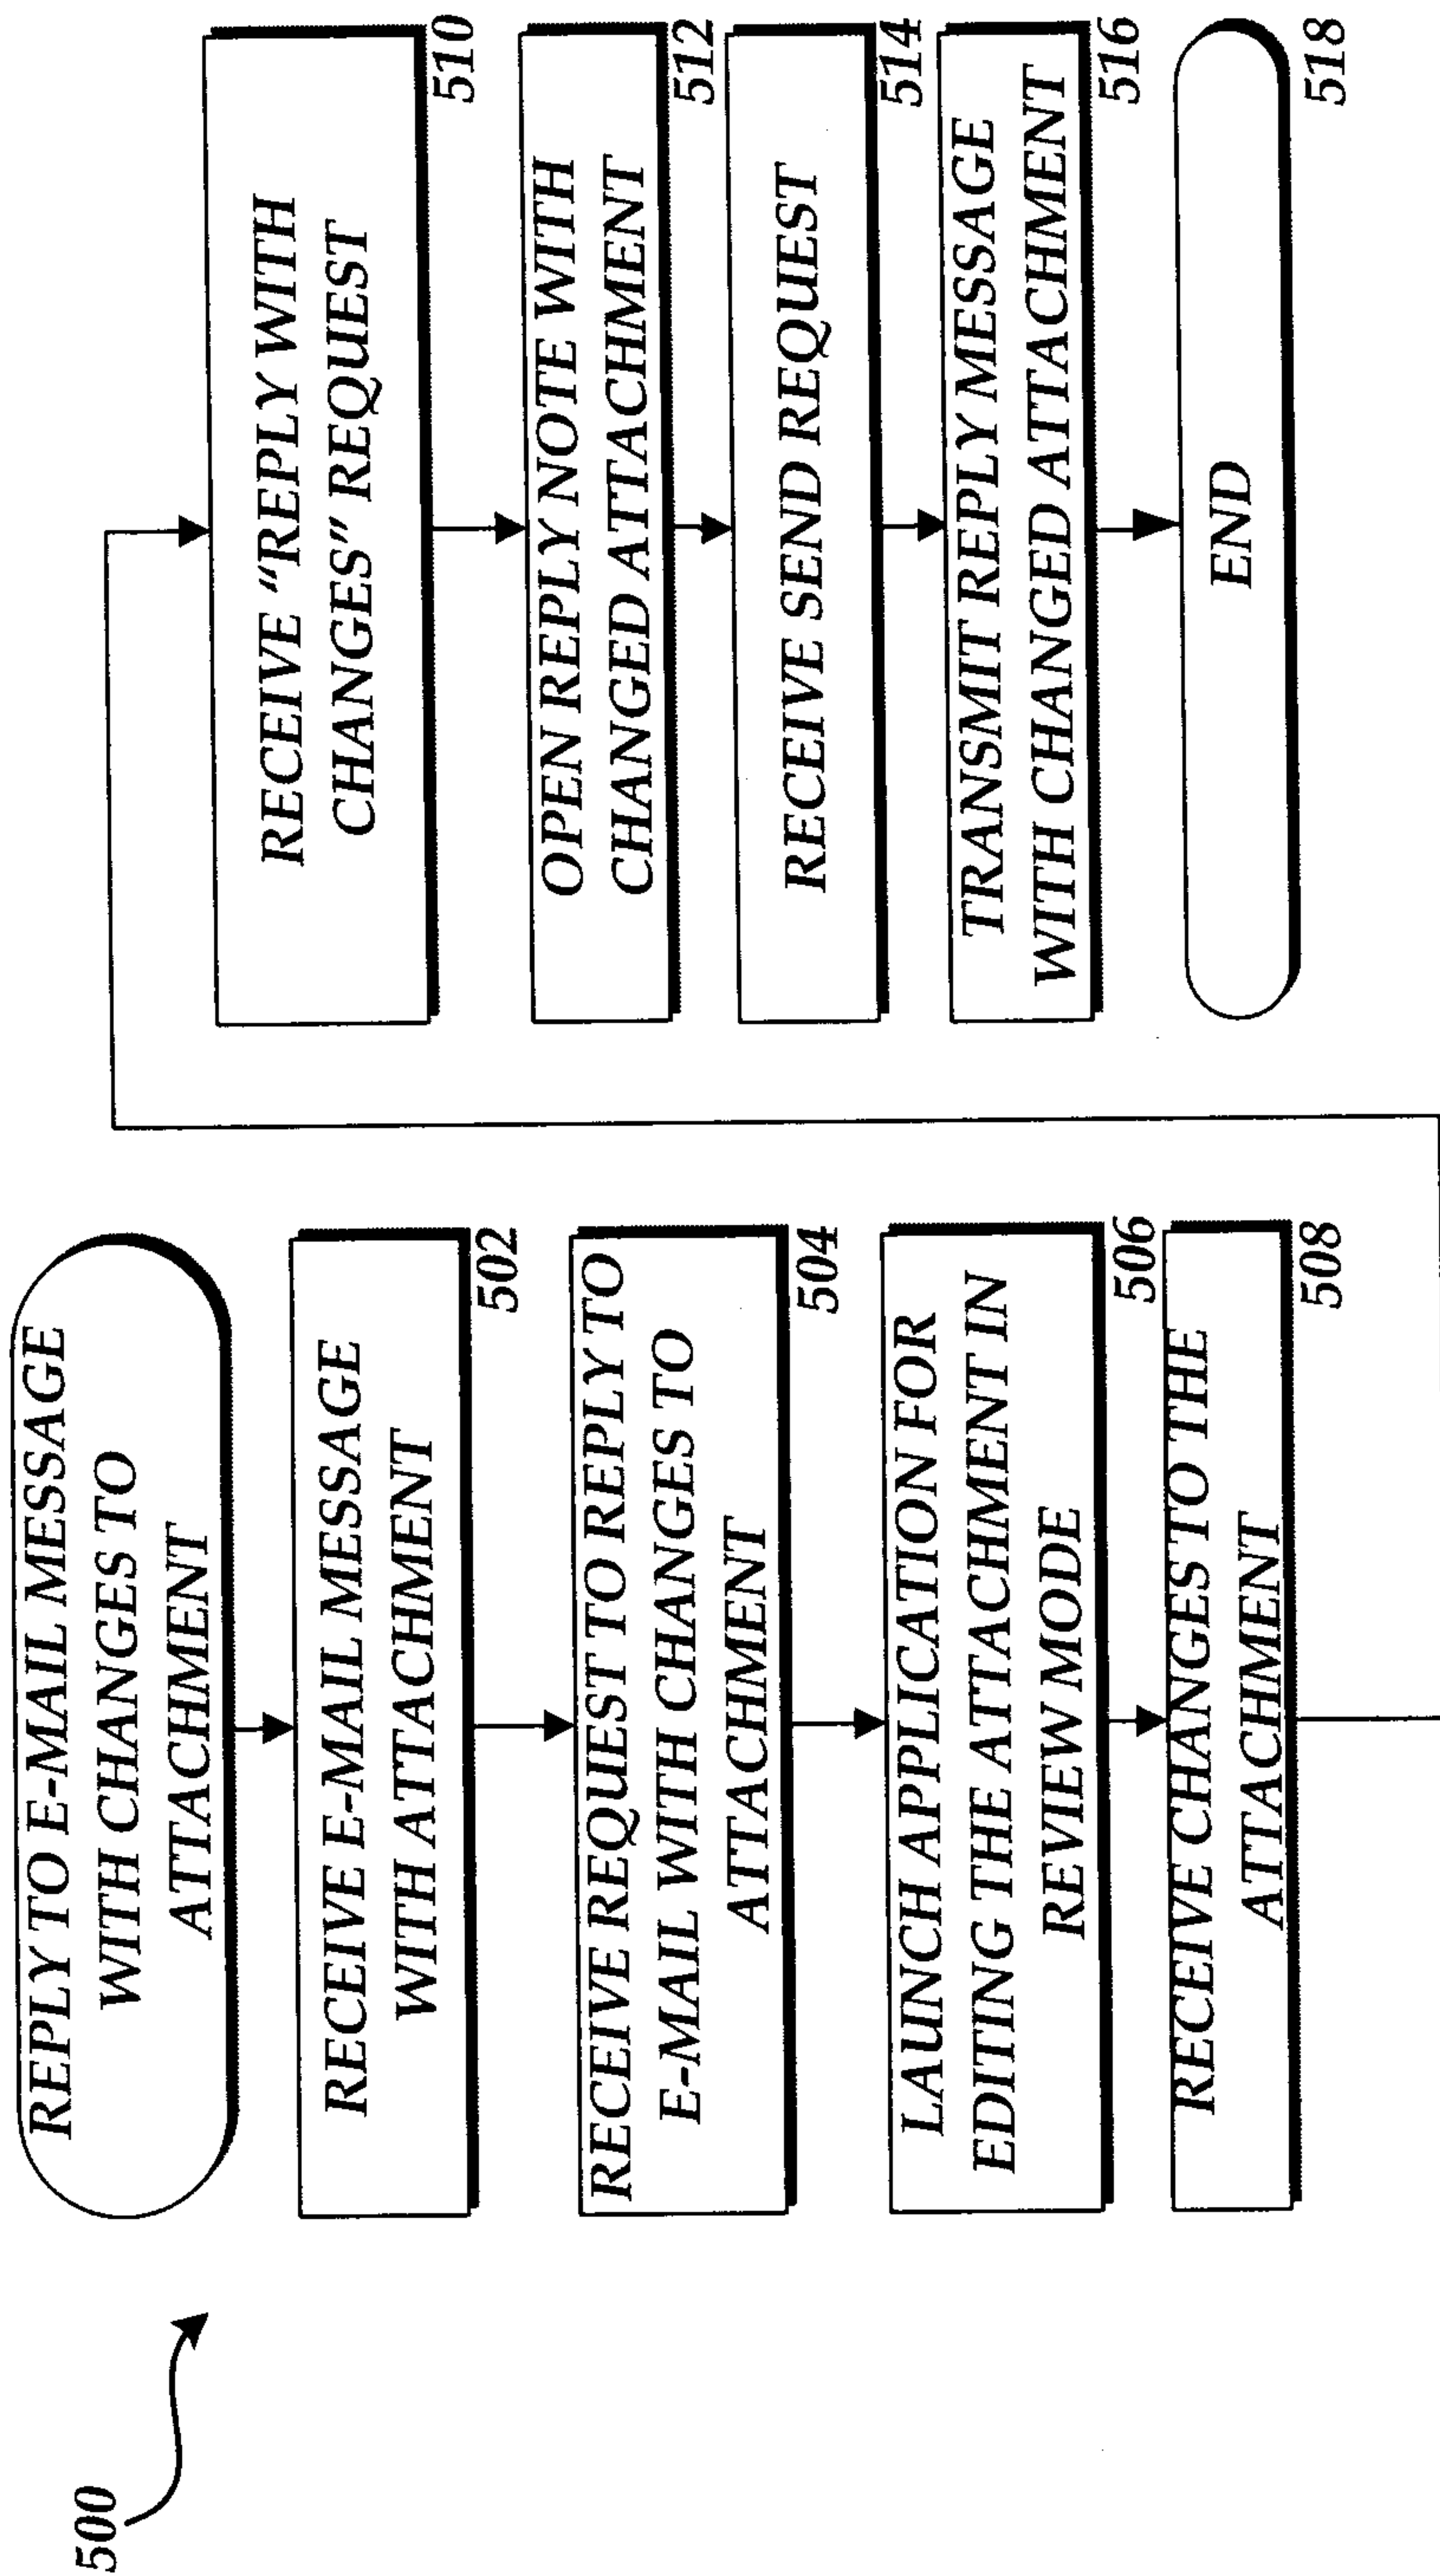 500
REPLY TO E-MAIL MESSAGE
WITH CHANGES TO
ATTACHMENT
RECEIVE E-MAIL MESSAGE
WITH ATTACHMENT
502
RECEIVE REQUEST TO REPLY TO
E-MAIL WITH CHANGES TO
ATTACHMENT
504
LAUNCH APPLICATION FOR
EDITING THE ATTACHMENT IN
REVIEW MODE
506
RECEIVE CHANGES TO THE
ATTACHMENT
508
RECEIVE “REPLY WITH
CHANGES” REQUEST
510
OPEN REPLY NOTE WITH
CHANGED ATTACHMENT
512
RECEIVE SEND REQUEST
514
TRANSMIT REPLY MESSAGE
WITH CHANGED ATTACHMENT
516
END
518